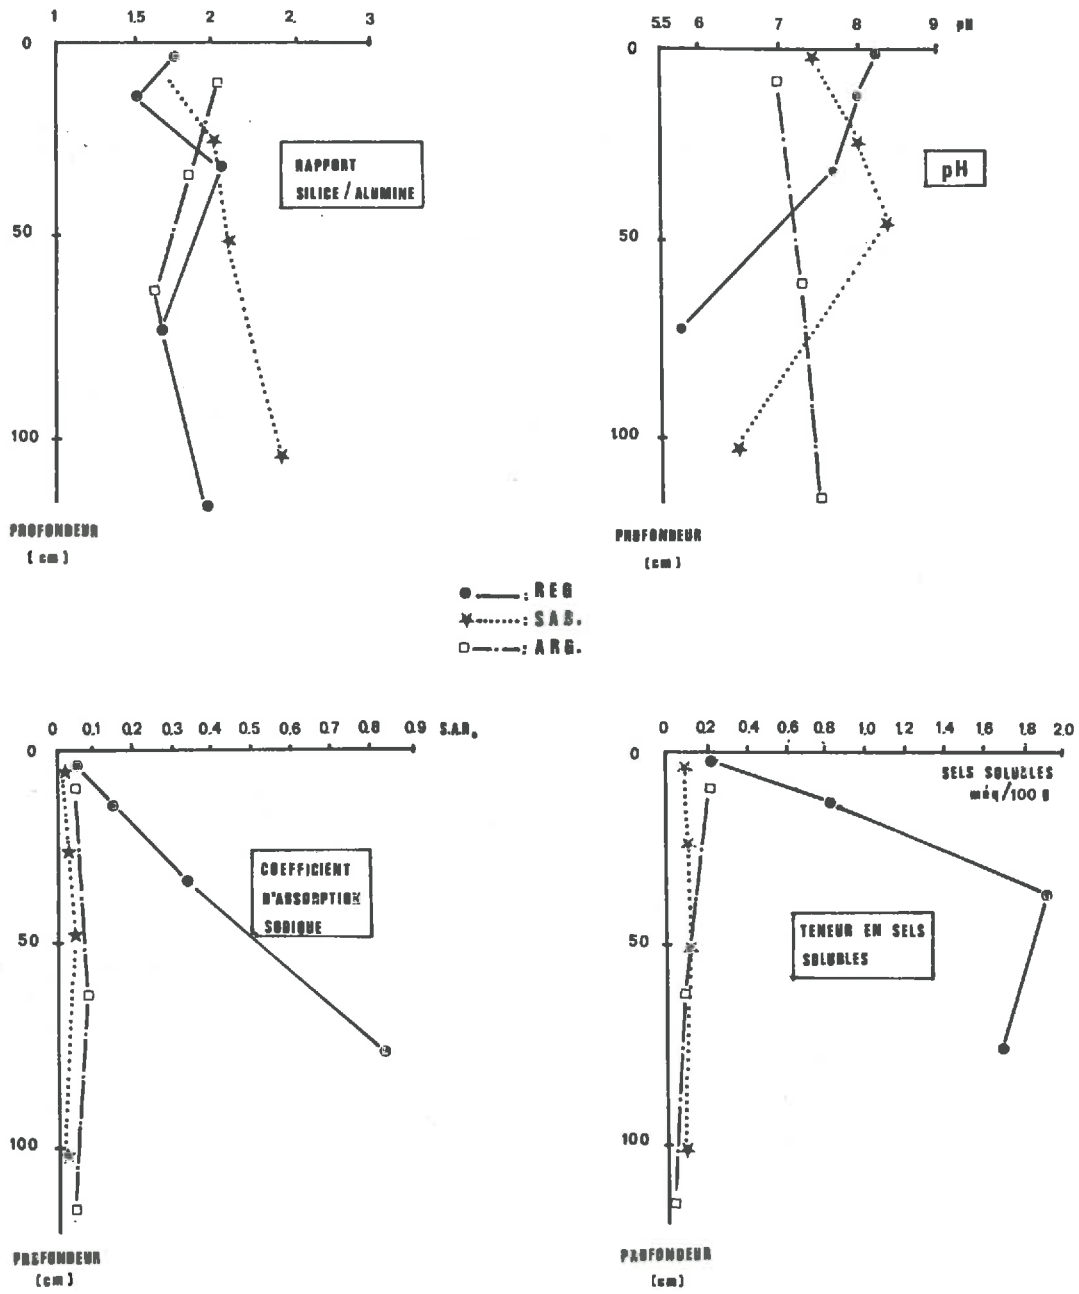 1 1.5 2 2. 3
0
50
100
RAPPORT
SILICE / ALUMINE
PROFONDEUR
(cm)
5.5 6 7 8 9 pH
0
50
100
pH
PROFONDEUR
(cm)
: REG
: SAB.
: ARG.
0 0.1 0.2 0.3 0.4 0.5 0.6 0.7 0.8 0.9 S.A.R.
0
50
100
COEFFICIENT
D'ABSORPTION
SODIQUE
PROFONDEUR
(cm)
0 0.2 0.4 0.6 0.8 1.0 1.2 1.4 1.6 1.8 2.0
0
50
100
SELS SOLUBLES
méq/100 g
TENEUR EN SELS
SOLUBLES
PROFONDEUR
(cm)